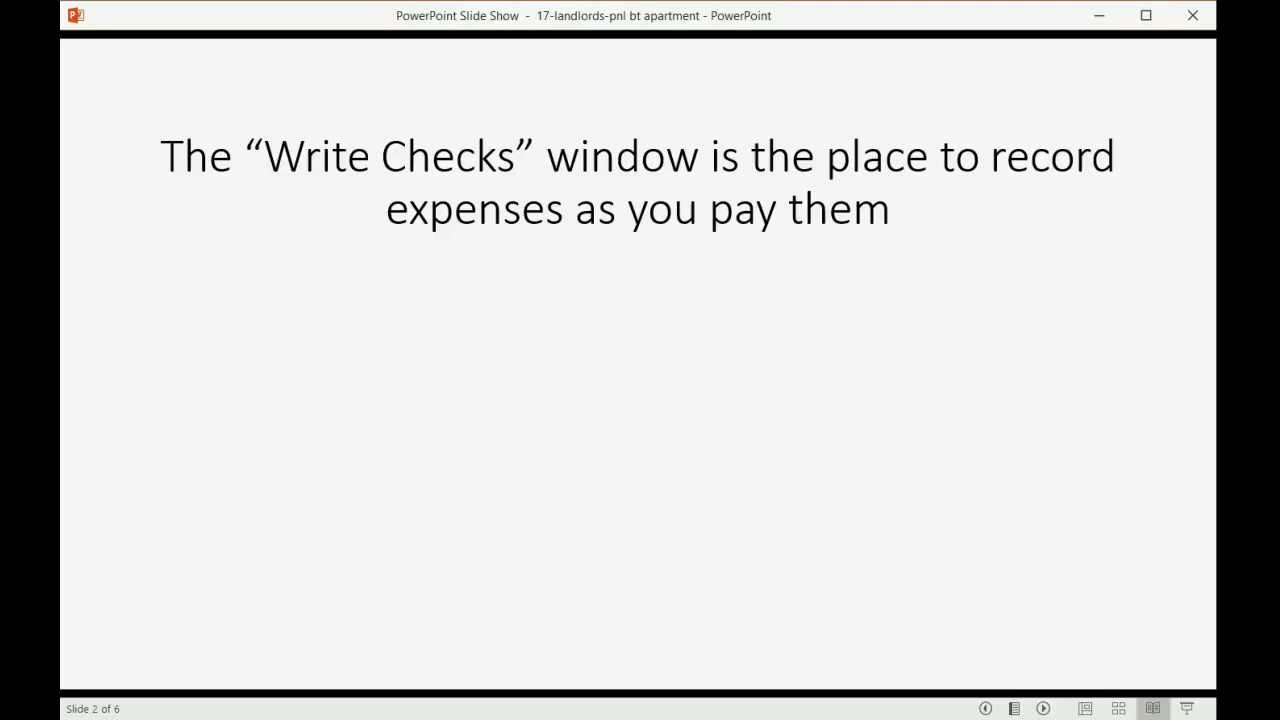 PowerPoint Slide Show - 17-landlords-pnl bt apartment - PowerPoint
The “Write Checks” window is the place to record
expenses as you pay them
Slide 2 of 6